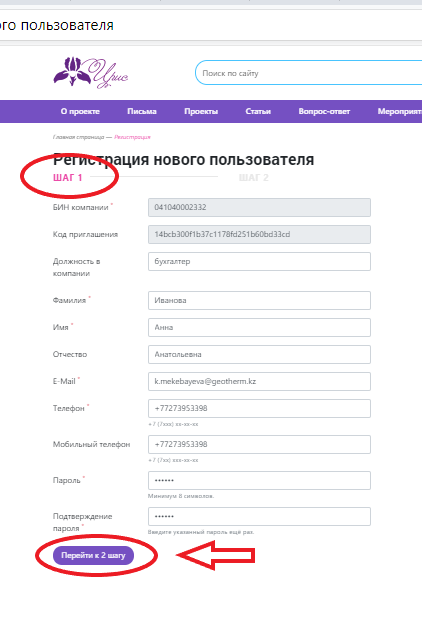 ого пользователя
Ирис
Поиск по сайту
О проекте Письма Проекты Статьи Вопрос-ответ Мероприят
Главная страница — Регистрация
Регистрация нового пользователя
ШАГ 1 ШАГ 2
БИН компании * 041040002332
Код приглашения 14bcb300f1b37c1178fd251b60bd33cd
Должность в бухгалтер
компании
Фамилия * Иванова
Имя * Анна
Отчество Анатольевна
E-Mail * k.mekebayeva@geotherm.kz
Телефон * +77273953398
+7 (7xx) xx-xx-xx
Мобильный телефон +77273953398
+7 (7xx) xxx-xx-xx
Пароль * ••••••
Минимум 6 символов.
Подтверждение ••••••
пароля *
Введите указанный пароль ещё раз.
Перейти к 2 шагу